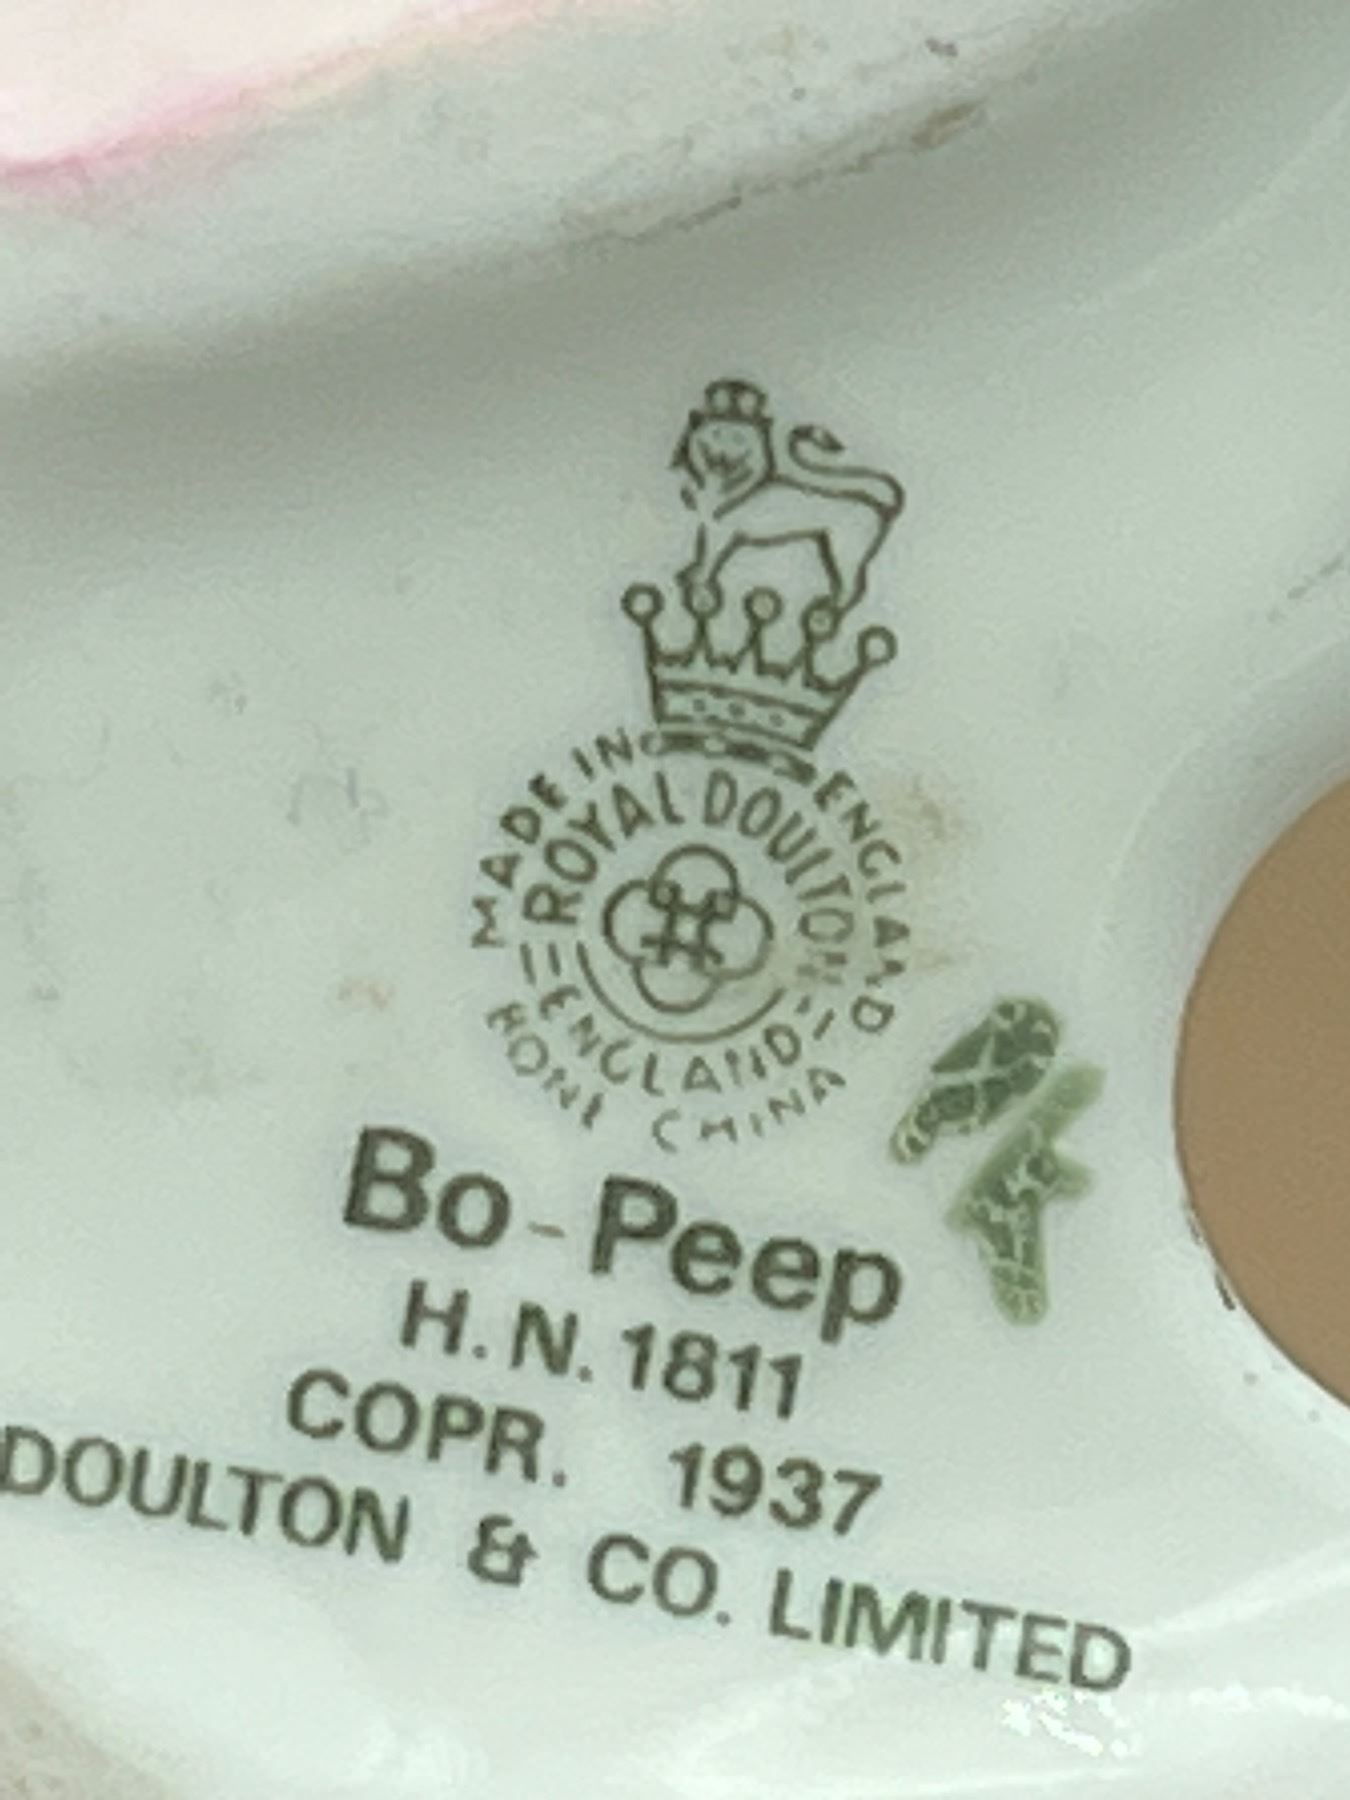 MADE IN ENGLAND
ROYAL DOULTON
ENGLAND
BONE CHINA
Bo-Peep
H.N. 1811
COPR. 1937
DOULTON & CO. LIMITED